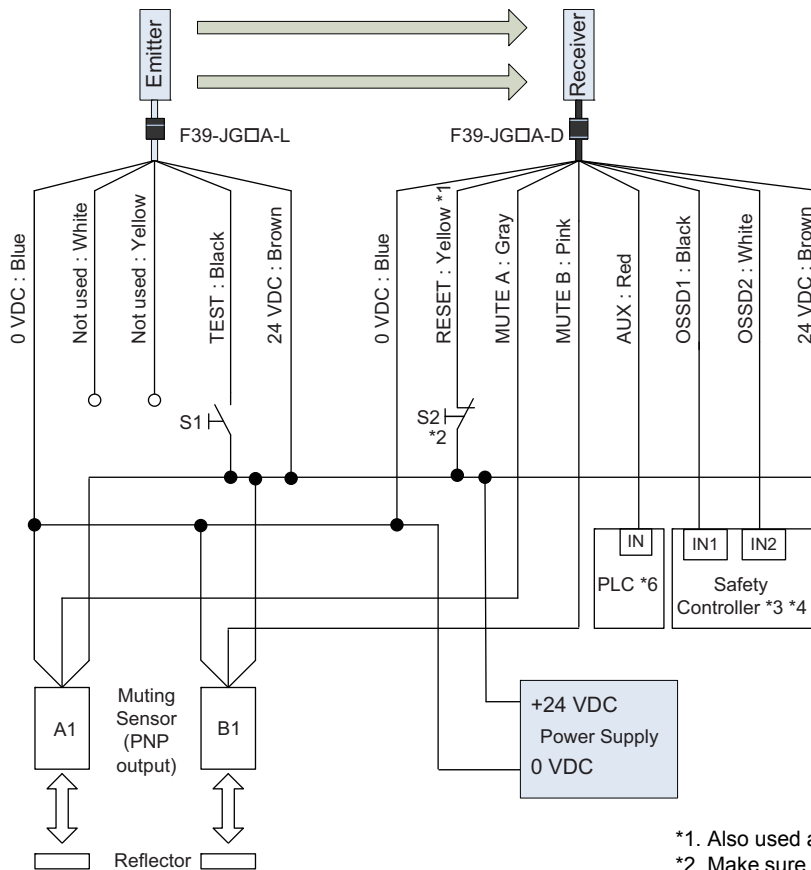 Emitter
Receiver
F39-JG□A-L
F39-JG□A-D
0 VDC : Blue
Not used : White
Not used : Yellow
TEST : Black
24 VDC : Brown
0 VDC : Blue
RESET : Yellow *1
MUTE A : Gray
MUTE B : Pink
AUX : Red
OSSD1 : Black
OSSD2 : White
24 VDC : Brown
S1
S2
*2
IN
IN1
IN2
PLC *6
Safety
Controller *3 *4
A1
Muting
Sensor
(PNP
output)
B1
+24 VDC
Power Supply
0 VDC
Reflector
*1. Also used a
*2. Make sure